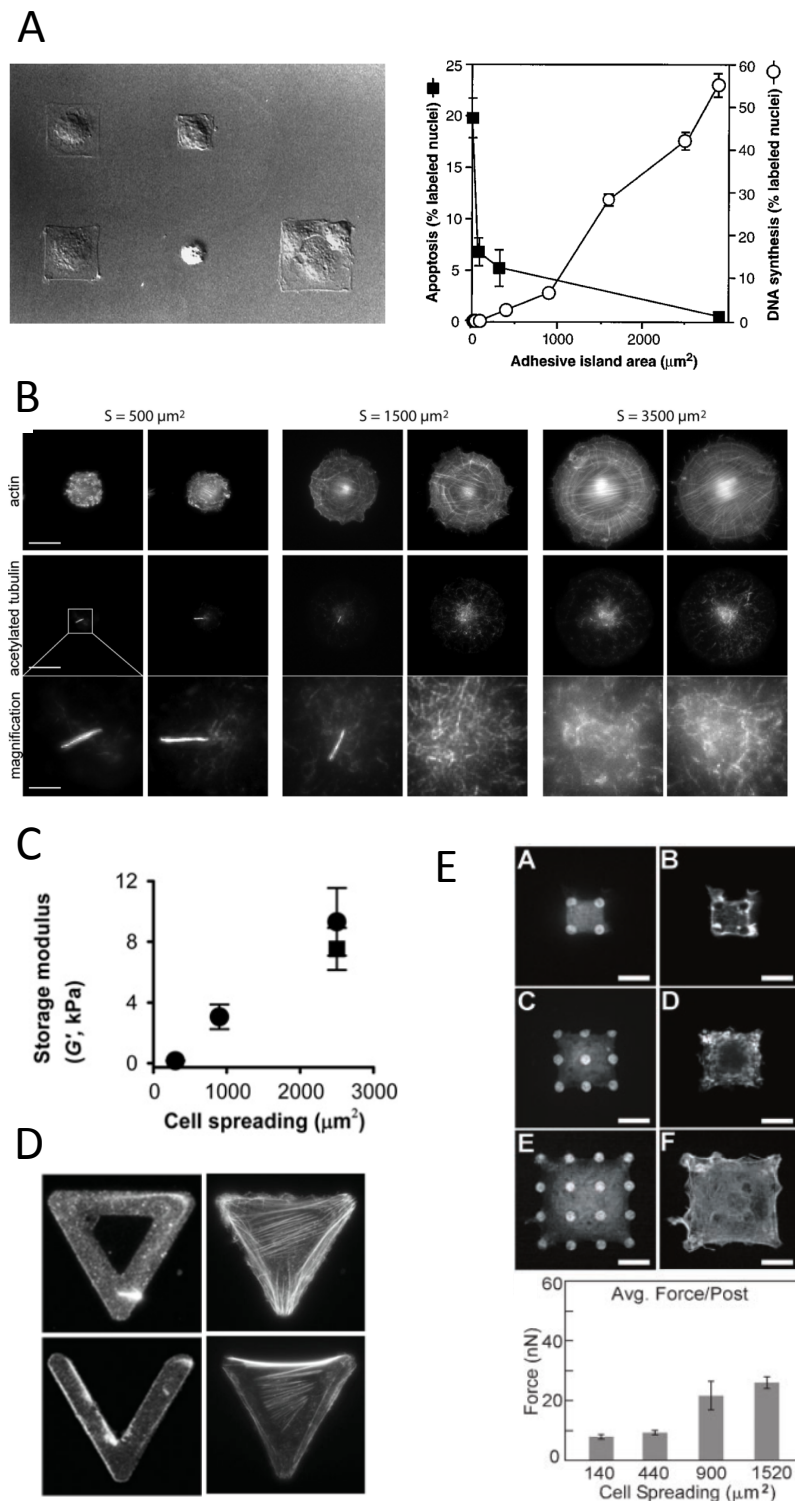 A
Apoptosis (% labeled nuclei)
25
20
15
10
5
0
60
50
40
30
20
10
0
DNA synthesis (% labeled nuclei)
0
1000
2000
Adhesive island area (µm²)
B
S = 500 µm²
S = 1500 µm²
S = 3500 µm²
actin
acetylated tubulin
magnification
C
Storage modulus
(G', kPa)
12
8
4
0
0
1000
2000
3000
Cell spreading (µm²)
D
E
A
B
C
D
E
F
Avg. Force/Post
Force (nN)
60
40
20
0
140
440
900
1520
Cell Spreading (µm²)